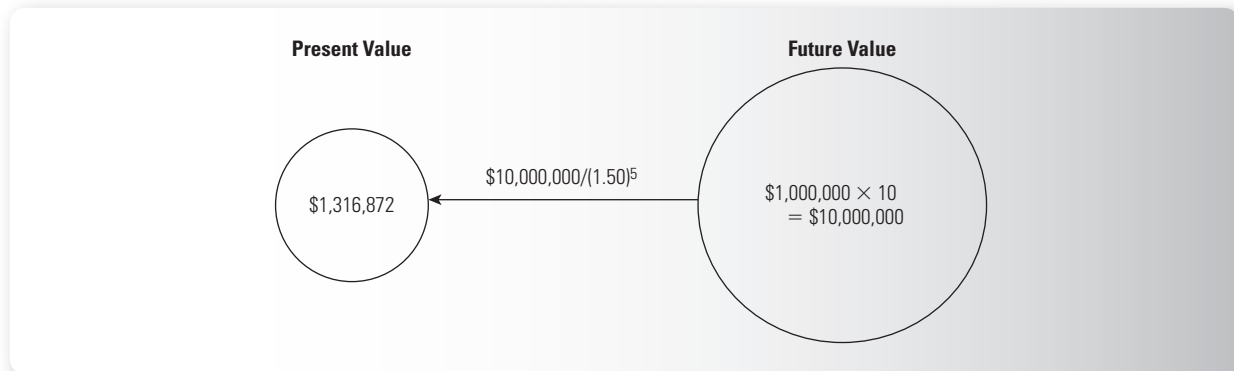 Present Value
Future Value
$10,000,000/(1.50)⁵
$1,316,872
$1,000,000 × 10
= $10,000,000